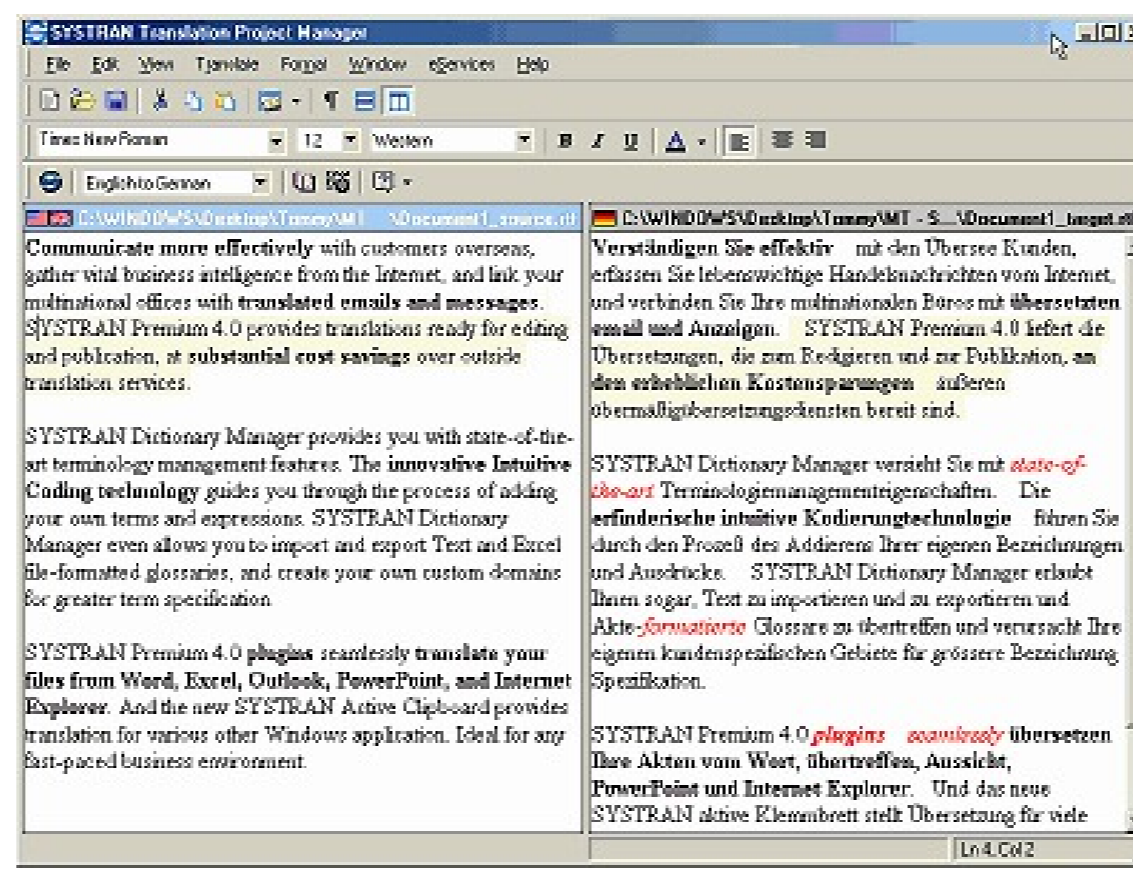 SYSTRAN Translation Project Manager
File Edit View Translate Format Window eServices Help
Times New Roman 12 Western B I U A
English to German
C:\WINDOWS\Desktop\Tommy\MT \Document1_source.rtf
Communicate more effectively with customers overseas,
gather vital business intelligence from the Internet, and link your
multinational offices with translated emails and messages.
SYSTRAN Premium 4.0 provides translations ready for editing
and publication, at substantial cost savings over outside
translation services.
SYSTRAN Dictionary Manager provides you with state-of-the-
art terminology management features. The innovative Intuitive
Coding technology guides you through the process of adding
your own terms and expressions. SYSTRAN Dictionary
Manager even allows you to import and export Text and Excel
file-formatted glossaries, and create your own custom domains
for greater term specification
SYSTRAN Premium 4.0 plugins seamlessly translate your
files from Word, Excel, Outlook, PowerPoint, and Internet
Explorer. And the new SYSTRAN Active Clipboard provides
translation for various other Windows application. Ideal for any
fast-paced business environment.
C:\WINDOWS\Desktop\Tommy\MT - S...\Document1_target.rtf
Verständigen Sie effektiv mit den Übersee Kunden,
erfassen Sie lebenswichtige Handelsnachrichten vom Internet,
und verbinden Sie Ihre multinationalen Büros mit übersetzten
email und Anzeigen. SYSTRAN Premium 4.0 liefert die
Übersetzungen, die zum Redigieren und zur Publikation, an
den erheblichen Kostensparungen äußeren
übermäßigübersetzungsdiensten bereit sind.
SYSTRAN Dictionary Manager versieht Sie mit state-of-
the-art Terminologiemanagementeigenschaften. Die
erfinderische intuitive Kodierungtechnologie führen Sie
durch den Prozeß des Addierens Ihrer eigenen Bezeichnungen
und Ausdrücke. SYSTRAN Dictionary Manager erlaubt
Ihnen sogar, Text zu importieren und zu exportieren und
Akte-formatierte Glossare zu übertreffen und verursacht Ihre
eigenen kundenspezifischen Gebiete für grössere Bezeichnung
Spezifikation.
SYSTRAN Premium 4.0 plugins seamlessly übersetzen
Ihre Akten vom Wort, übertreffen, Aussicht,
PowerPoint und Internet Explorer. Und das neue
SYSTRAN aktive Klemmbrett stellt Übersetzung für viele
Ln 4, Col 2